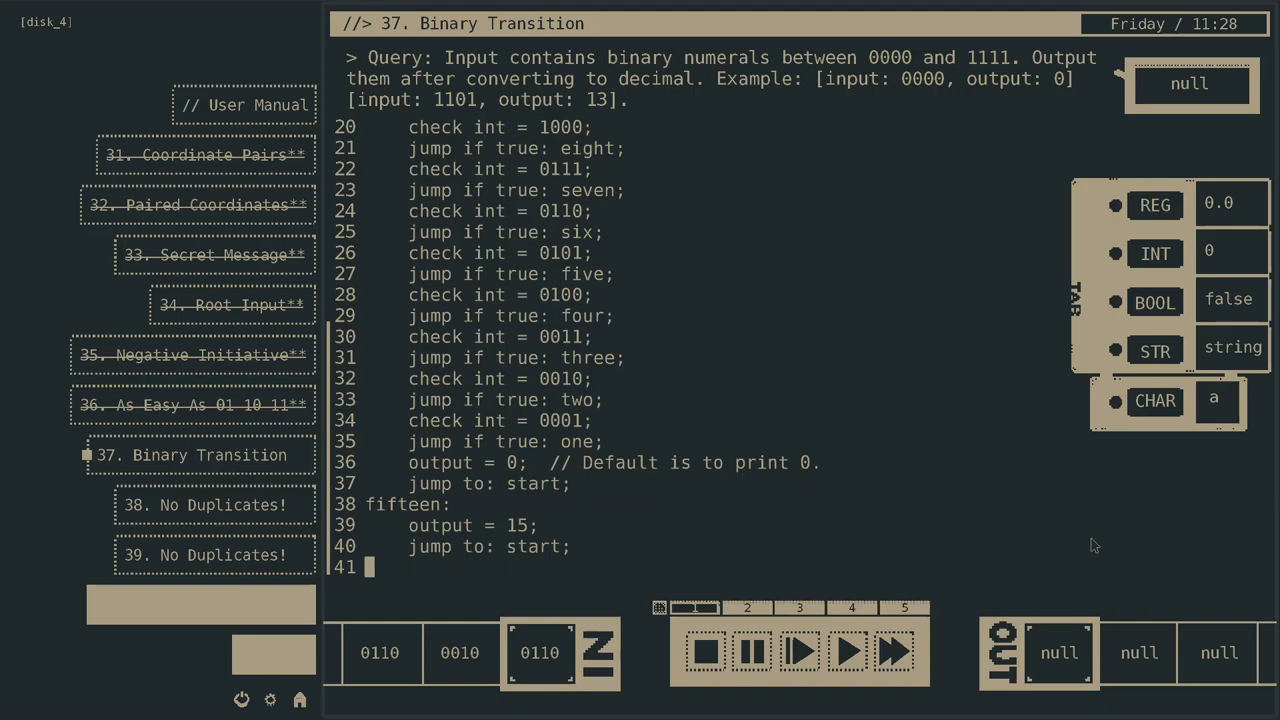 [disk_4]
//> 37. Binary Transition
Friday / 11:28
> Query: Input contains binary numerals between 0000 and 1111. Output
them after converting to decimal. Example: [input: 0000, output: 0]
[input: 1101, output: 13].
null
// User Manual
31. Coordinate Pairs**
32. Paired Coordinates**
33. Secret Message**
34. Root Input**
35. Negative Initiative**
36. As Easy As 01 10 11**
37. Binary Transition
38. No Duplicates!
39. No Duplicates!
20 check int = 1000;
21 jump if true: eight;
22 check int = 0111;
23 jump if true: seven;
24 check int = 0110;
25 jump if true: six;
26 check int = 0101;
27 jump if true: five;
28 check int = 0100;
29 jump if true: four;
30 check int = 0011;
31 jump if true: three;
32 check int = 0010;
33 jump if true: two;
34 check int = 0001;
35 jump if true: one;
36 output = 0;  // Default is to print 0.
37 jump to: start;
38 fifteen:
39 output = 15;
40 jump to: start;
41
TAB
REG 0.0
INT 0
BOOL false
STR string
CHAR a
1 2 3 4 5
0110 0010 0110 IN
OUT null null null